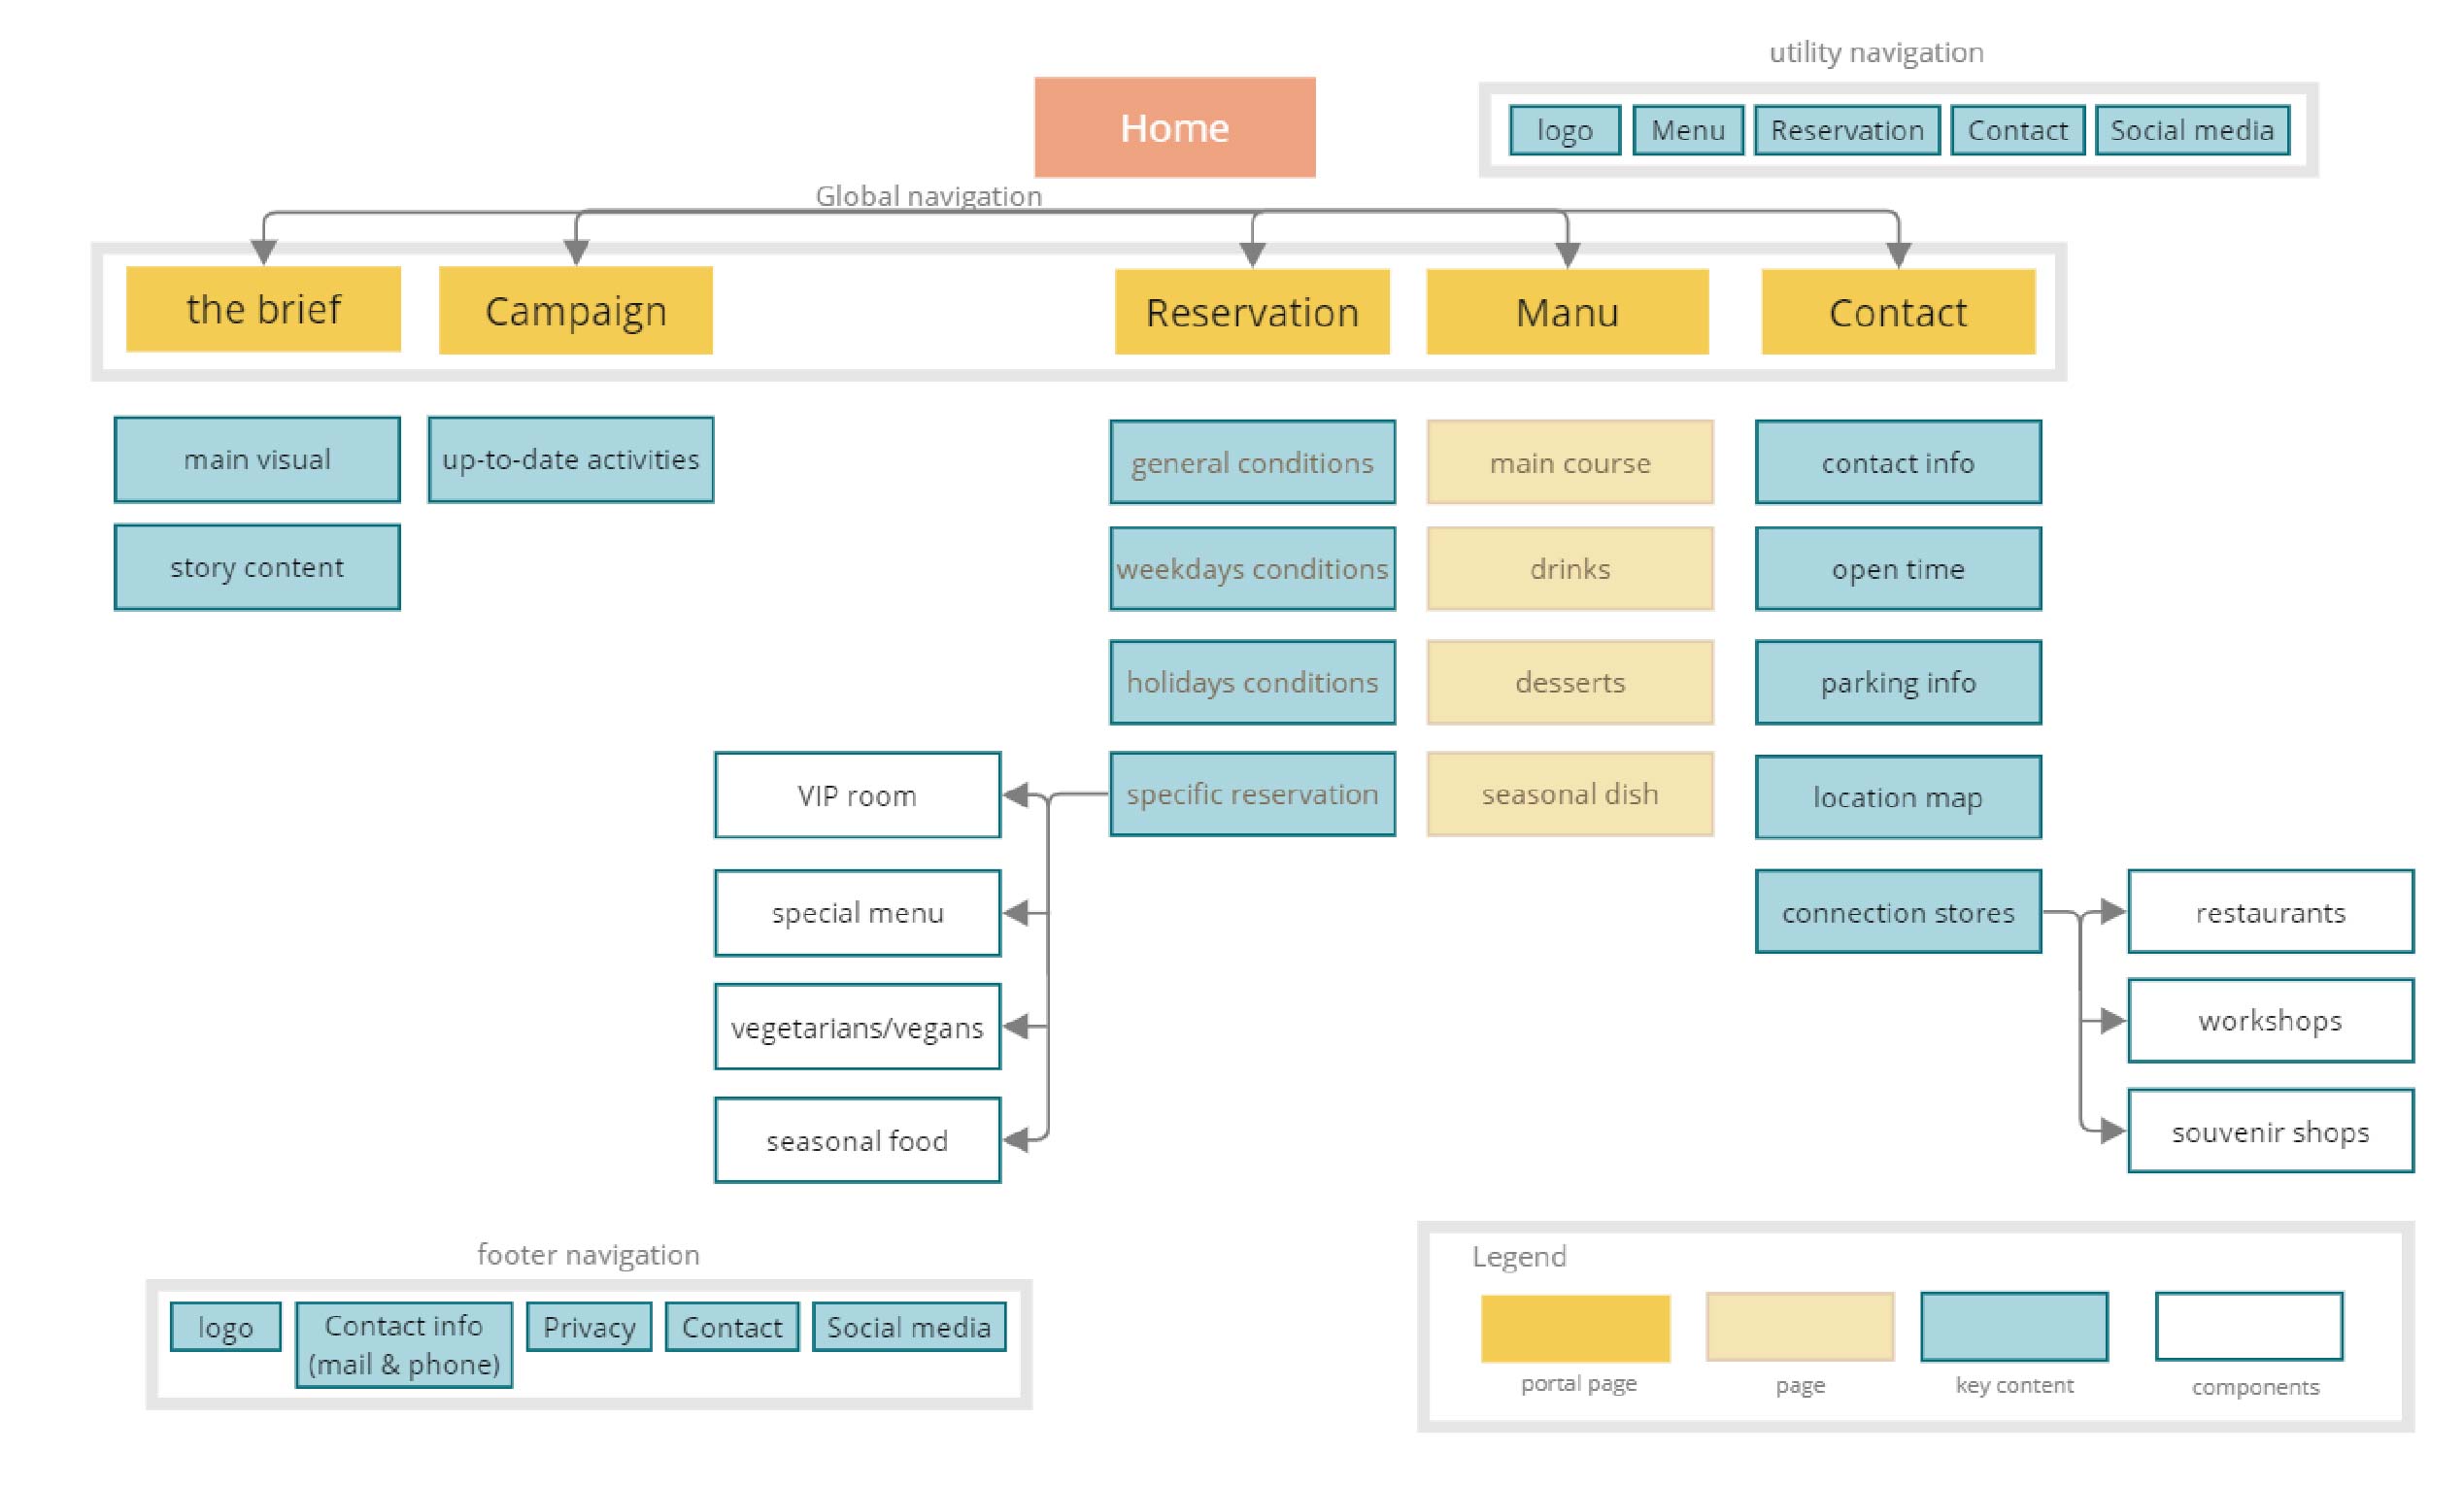 utility navigation
Home
logo
Menu
Reservation
Contact
Social media
Global navigation
the brief
Campaign
Reservation
Manu
Contact
main visual
up-to-date activities
general conditions
main course
contact info
story content
weekdays conditions
drinks
open time
holidays conditions
desserts
parking info
VIP room
specific reservation
seasonal dish
location map
special menu
connection stores
restaurants
vegetarians/vegans
workshops
seasonal food
souvenir shops
footer navigation
logo
Contact info
(mail & phone)
Privacy
Contact
Social media
Legend
portal page
page
key content
components